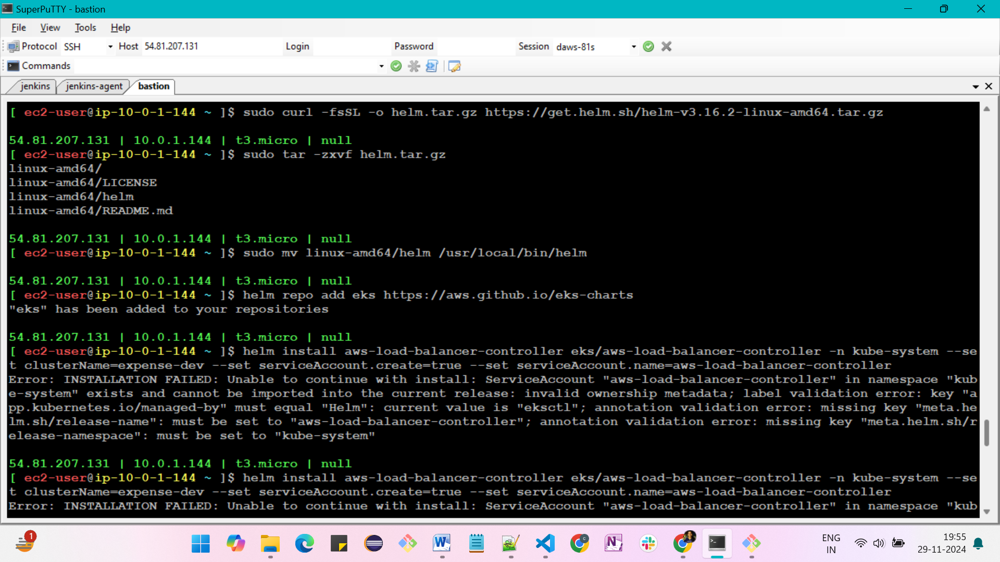 SuperPuTTY - bastion
File View Tools Help
Protocol SSH Host 54.81.207.131 Login Password Session daws-81s
Commands
jenkins jenkins-agent bastion
[ ec2-user@ip-10-0-1-144 ~ ]$ sudo curl -fsSL -o helm.tar.gz https://get.helm.sh/helm-v3.16.2-linux-amd64.tar.gz
54.81.207.131 | 10.0.1.144 | t3.micro | null
[ ec2-user@ip-10-0-1-144 ~ ]$ sudo tar -zxvf helm.tar.gz
linux-amd64/
linux-amd64/LICENSE
linux-amd64/helm
linux-amd64/README.md
54.81.207.131 | 10.0.1.144 | t3.micro | null
[ ec2-user@ip-10-0-1-144 ~ ]$ sudo mv linux-amd64/helm /usr/local/bin/helm
54.81.207.131 | 10.0.1.144 | t3.micro | null
[ ec2-user@ip-10-0-1-144 ~ ]$ helm repo add eks https://aws.github.io/eks-charts
"eks" has been added to your repositories
54.81.207.131 | 10.0.1.144 | t3.micro | null
[ ec2-user@ip-10-0-1-144 ~ ]$ helm install aws-load-balancer-controller eks/aws-load-balancer-controller -n kube-system --se
t clusterName=expense-dev --set serviceAccount.create=true --set serviceAccount.name=aws-load-balancer-controller
Error: INSTALLATION FAILED: Unable to continue with install: ServiceAccount "aws-load-balancer-controller" in namespace "kub
e-system" exists and cannot be imported into the current release: invalid ownership metadata; label validation error: key "a
pp.kubernetes.io/managed-by" must equal "Helm": current value is "eksctl"; annotation validation error: missing key "meta.he
lm.sh/release-name": must be set to "aws-load-balancer-controller"; annotation validation error: missing key "meta.helm.sh/r
elease-namespace": must be set to "kube-system"
54.81.207.131 | 10.0.1.144 | t3.micro | null
[ ec2-user@ip-10-0-1-144 ~ ]$ helm install aws-load-balancer-controller eks/aws-load-balancer-controller -n kube-system --se
t clusterName=expense-dev --set serviceAccount.create=true --set serviceAccount.name=aws-load-balancer-controller
Error: INSTALLATION FAILED: Unable to continue with install: ServiceAccount "aws-load-balancer-controller" in namespace "kub
1
ENG 19:55
IN 29-11-2024